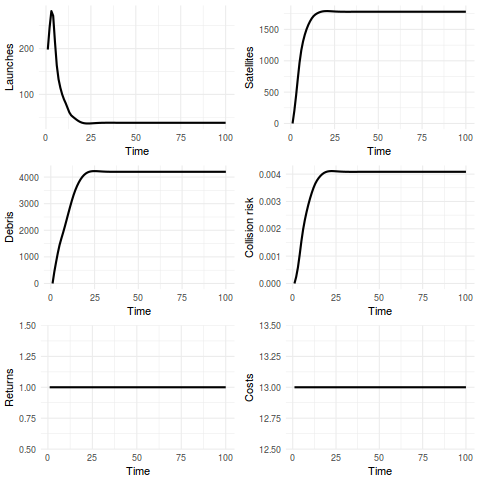 Launches
200
100
0 25 50 75 100
Time
Satellites
1500
1000
500
0
0 25 50 75 100
Time
Debris
4000
3000
2000
1000
0
0 25 50 75 100
Time
Collision risk
0.004
0.003
0.002
0.001
0.000
0 25 50 75 100
Time
Returns
1.50
1.25
1.00
0.75
0.50
0 25 50 75 100
Time
Costs
13.50
13.25
13.00
12.75
12.50
0 25 50 75 100
Time